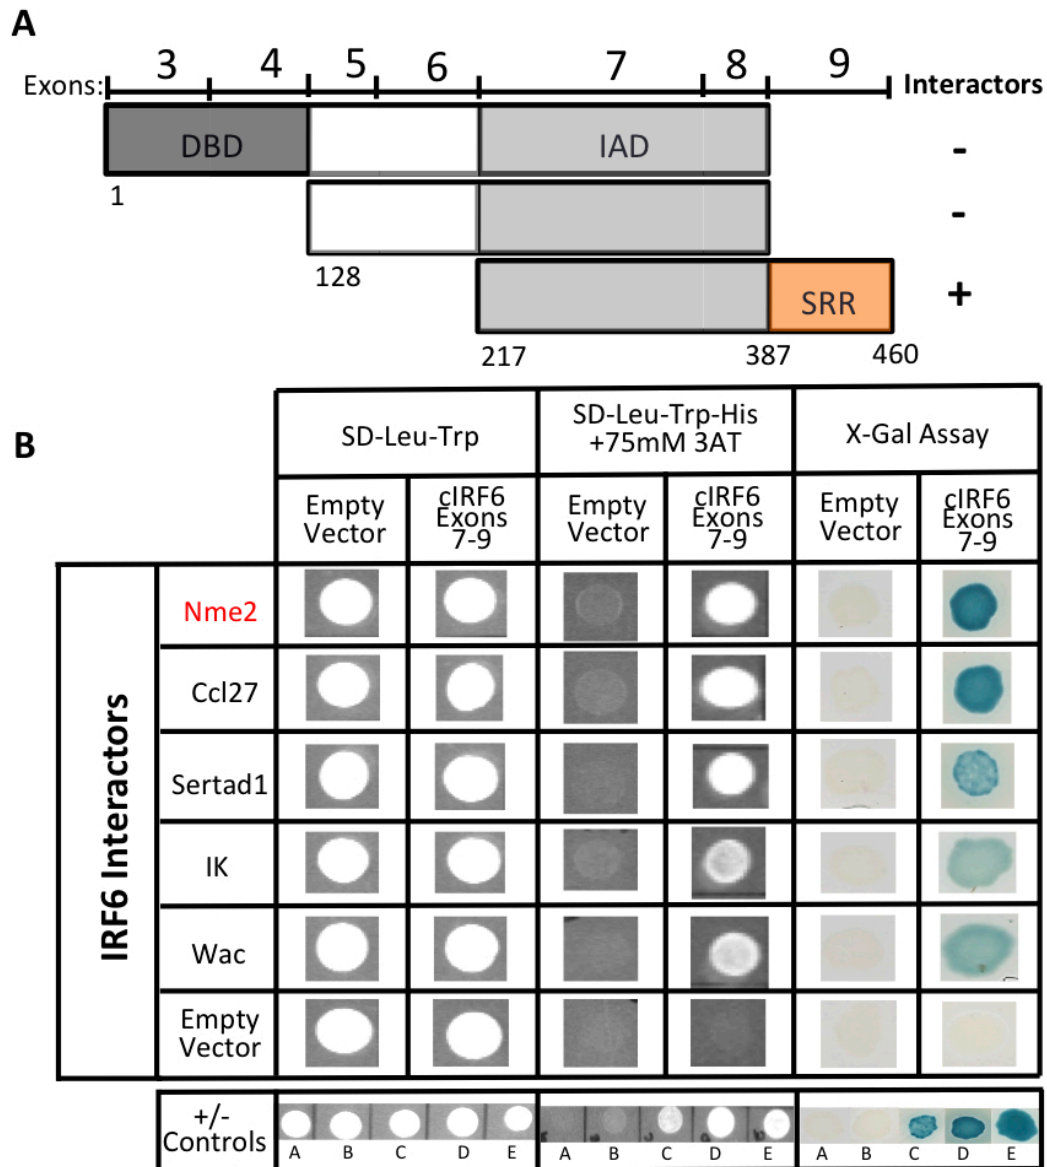 A
Exons: 3 4 5 6 7 8 9 Interactors
DBD IAD -
1
-
128
SRR +
217 387 460
B
SD-Leu-Trp
SD-Leu-Trp-His
+75mM 3AT
X-Gal Assay
Empty
Vector
cIRF6
Exons
7-9
Empty
Vector
cIRF6
Exons
7-9
Empty
Vector
cIRF6
Exons
7-9
IRF6 Interactors
Nme2
Ccl27
Sertad1
IK
Wac
Empty
Vector
+/-
Controls
A B C D E A B C D E A B C D E